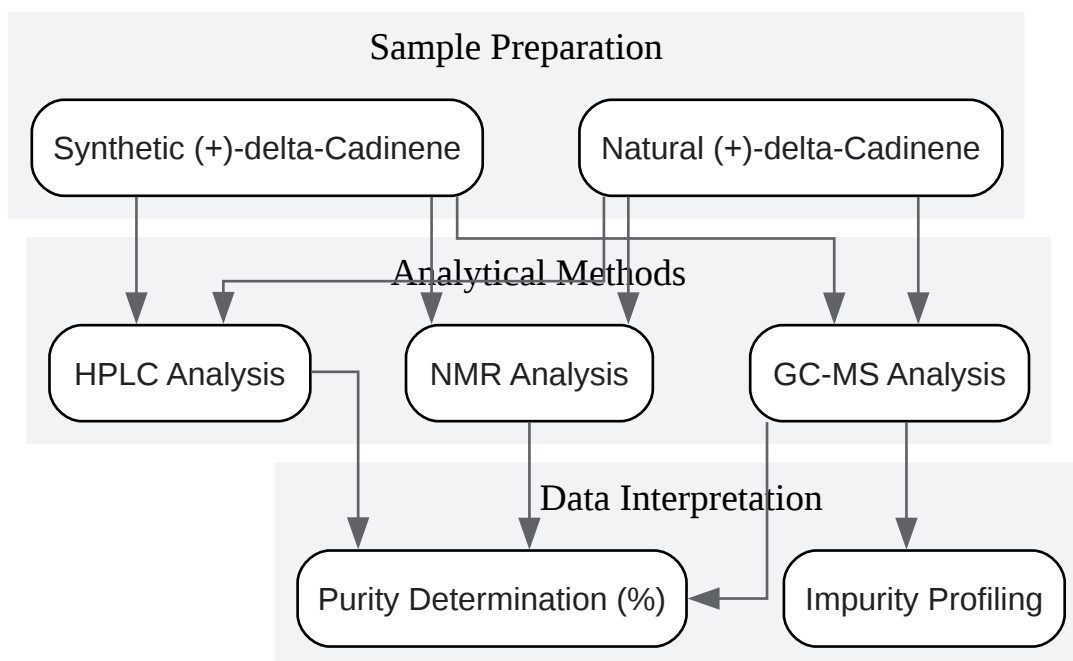 Sample Preparation
Synthetic (+)-delta-Cadinene
Natural (+)-delta-Cadinene
Analytical Methods
HPLC Analysis
NMR Analysis
GC-MS Analysis
Data Interpretation
Purity Determination (%)
Impurity Profiling